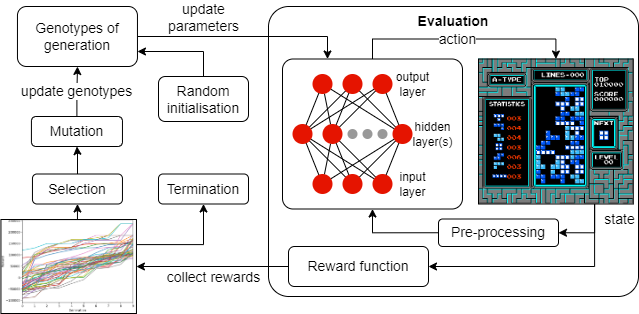 Genotypes of
generation
update
parameters
Evaluation
action
Random
initialisation
update genotypes
Mutation
Selection
Termination
output
layer
hidden
layer(s)
input
layer
A-TYPE
LINES-000
TOP
010000
SCORE
000000
STATISTICS
NEXT
LEVEL
00
state
Pre-processing
Reward function
collect rewards